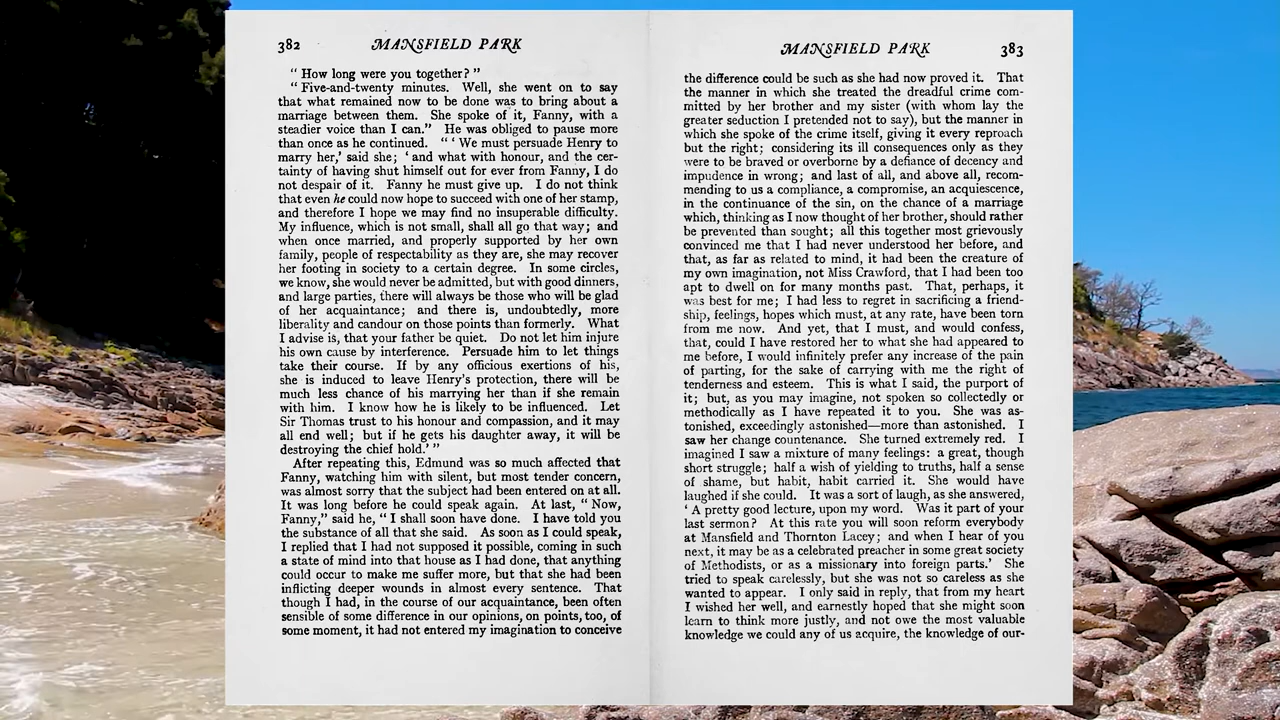 382
MANSFIELD PARK
“ How long were you together? ”
“ Five-and-twenty minutes. Well, she went on to say
that what remained now to be done was to bring about a
marriage between them. She spoke of it, Fanny, with a
steadier voice than I can.” He was obliged to pause more
than once as he continued. “ ‘ We must persuade Henry to
marry her,’ said she; ‘ and what with honour, and the cer-
tainty of having shut himself out for ever from Fanny, I do
not despair of it. Fanny he must give up. I do not think
that even he could now hope to succeed with one of her stamp,
and therefore I hope we may find no insuperable difficulty.
My influence, which is not small, shall all go that way; and
when once married, and properly supported by her own
family, people of respectability as they are, she may recover
her footing in society to a certain degree. In some circles,
we know, she would never be admitted, but with good dinners,
and large parties, there will always be those who will be glad
of her acquaintance; and there is, undoubtedly, more
liberality and candour on those points than formerly. What
I advise is, that your father be quiet. Do not let him injure
his own cause by interference. Persuade him to let things
take their course. If by any officious exertions of his,
she is induced to leave Henry’s protection, there will be
much less chance of his marrying her than if she remain
with him. I know how he is likely to be influenced. Let
Sir Thomas trust to his honour and compassion, and it may
all end well; but if he gets his daughter away, it will be
destroying the chief hold.’ ”
After repeating this, Edmund was so much affected that
Fanny, watching him with silent, but most tender concern,
was almost sorry that the subject had been entered on at all.
It was long before he could speak again. At last, “ Now,
Fanny,” said he, “ I shall soon have done. I have told you
the substance of all that she said. As soon as I could speak,
I replied that I had not supposed it possible, coming in such
a state of mind into that house as I had done, that anything
could occur to make me suffer more, but that she had been
inflicting deeper wounds in almost every sentence. That
though I had, in the course of our acquaintance, been often
sensible of some difference in our opinions, on points, too, of
some moment, it had not entered my imagination to conceive
MANSFIELD PARK
383
the difference could be such as she had now proved it. That
the manner in which she treated the dreadful crime com-
mitted by her brother and my sister (with whom lay the
greater seduction I pretended not to say), but the manner in
which she spoke of the crime itself, giving it every reproach
but the right; considering its ill consequences only as they
were to be braved or overborne by a defiance of decency and
impudence in wrong; and last of all, and above all, recom-
mending to us a compliance, a compromise, an acquiescence,
in the continuance of the sin, on the chance of a marriage
which, thinking as I now thought of her brother, should rather
be prevented than sought; all this together most grievously
convinced me that I had never understood her before, and
that, as far as related to mind, it had been the creature of
my own imagination, not Miss Crawford, that I had been too
apt to dwell on for many months past. That, perhaps, it
was best for me; I had less to regret in sacrificing a friend-
ship, feelings, hopes which must, at any rate, have been torn
from me now. And yet, that I must, and would confess,
that, could I have restored her to what she had appeared to
me before, I would infinitely prefer any increase of the pain
of parting, for the sake of carrying with me the right of
tenderness and esteem. This is what I said, the purport of
it; but, as you may imagine, not spoken so collectedly or
methodically as I have repeated it to you. She was as-
tonished, exceedingly astonished—more than astonished. I
saw her change countenance. She turned extremely red. I
imagined I saw a mixture of many feelings: a great, though
short struggle; half a wish of yielding to truths, half a sense
of shame, but habit, habit carried it. She would have
laughed if she could. It was a sort of laugh, as she answered,
‘ A pretty good lecture, upon my word. Was it part of your
last sermon? At this rate you will soon reform everybody
at Mansfield and Thornton Lacey; and when I hear of you
next, it may be as a celebrated preacher in some great society
of Methodists, or as a missionary into foreign parts.’ She
tried to speak carelessly, but she was not so careless as she
wanted to appear. I only said in reply, that from my heart
I wished her well, and earnestly hoped that she might soon
learn to think more justly, and not owe the most valuable
knowledge we could any of us acquire, the knowledge of our-